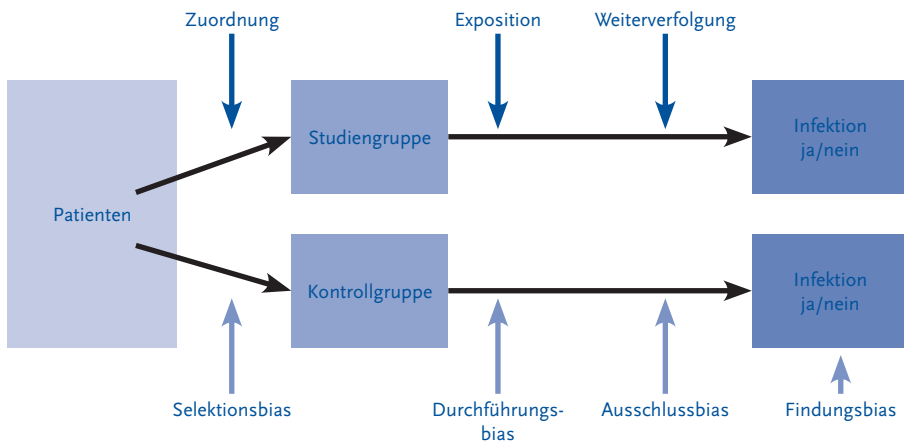 Zuordnung
Exposition
Weiterverfolgung
Patienten
Studiengruppe
Infektion
ja/nein
Kontrollgruppe
Infektion
ja/nein
Selektionsbias
Durchführungs-
bias
Ausschlussbias
Findungsbias